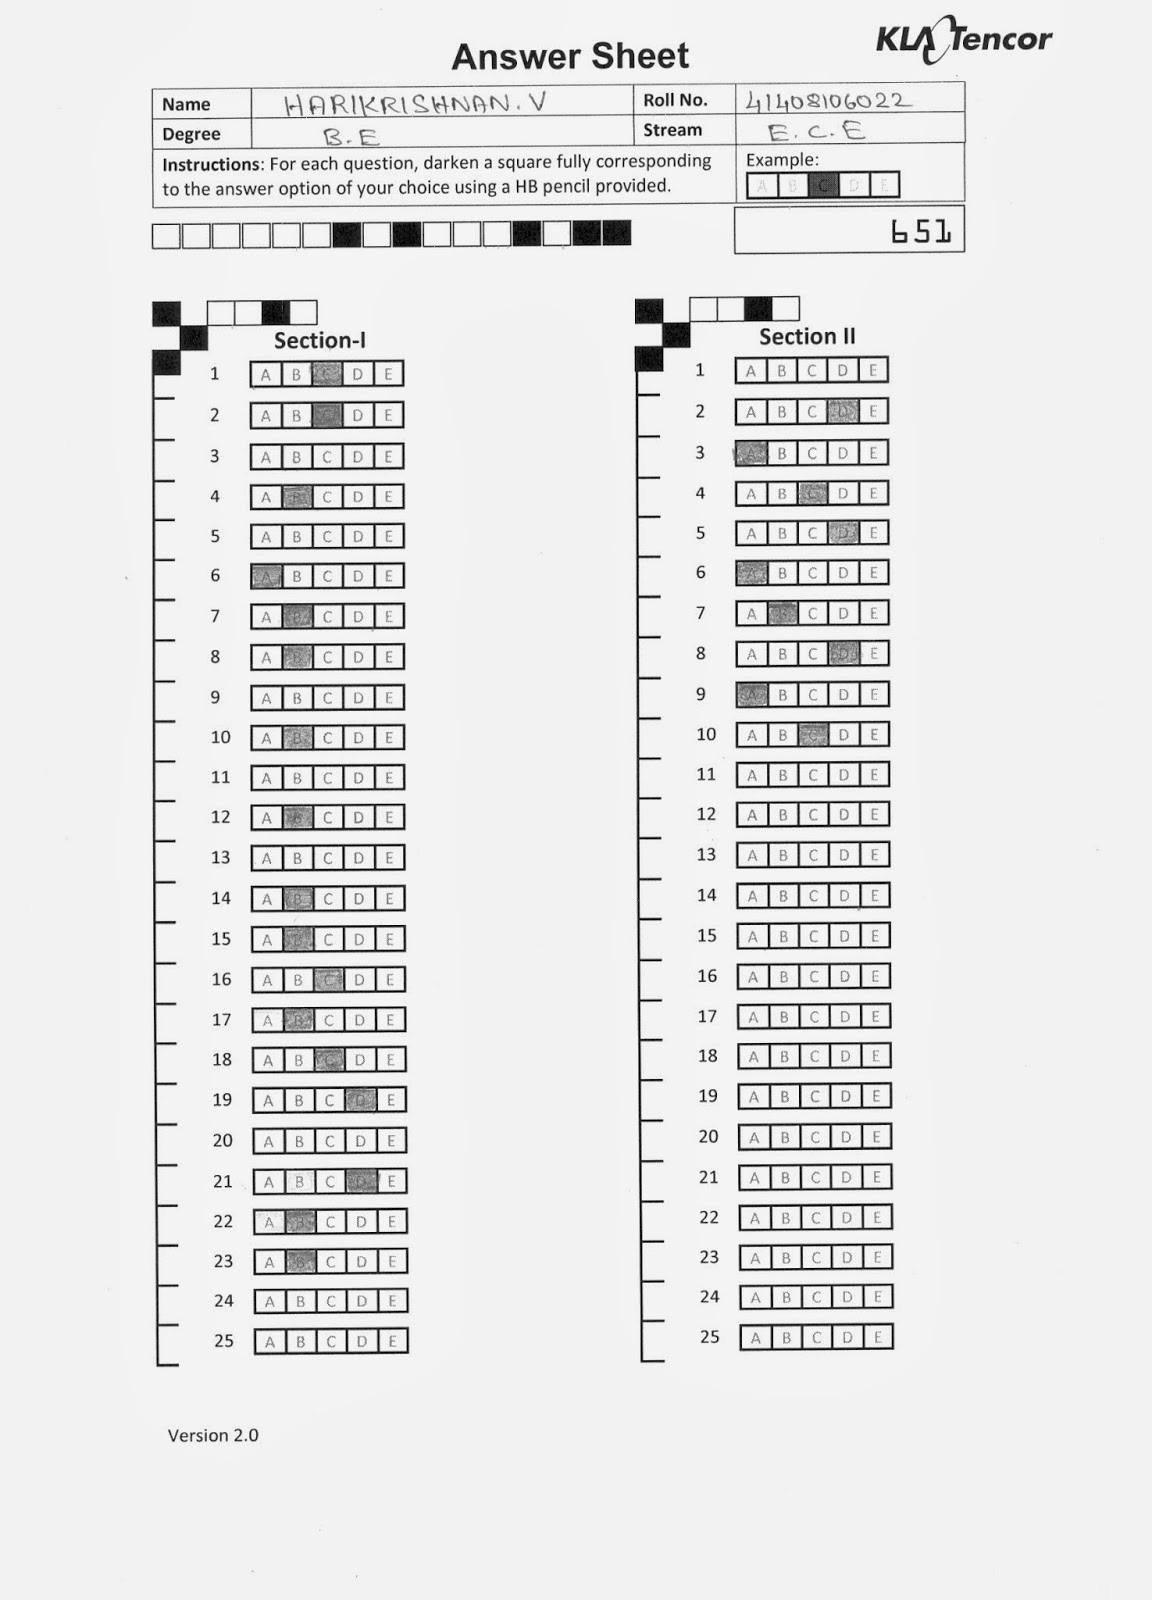 KLA Tencor
Answer Sheet
Name HARIKRISHNAN.V Roll No. 41408106022
Degree B.E Stream E.C.E
Instructions: For each question, darken a square fully corresponding
to the answer option of your choice using a HB pencil provided.
Example:
A B C D E
651
Section-I
1 A B C D E
2 A B C D E
3 A B C D E
4 A B C D E
5 A B C D E
6 A B C D E
7 A B C D E
8 A B C D E
9 A B C D E
10 A B C D E
11 A B C D E
12 A B C D E
13 A B C D E
14 A B C D E
15 A B C D E
16 A B C D E
17 A B C D E
18 A B C D E
19 A B C D E
20 A B C D E
21 A B C D E
22 A B C D E
23 A B C D E
24 A B C D E
25 A B C D E
Section II
1 A B C D E
2 A B C D E
3 A B C D E
4 A B C D E
5 A B C D E
6 A B C D E
7 A B C D E
8 A B C D E
9 A B C D E
10 A B C D E
11 A B C D E
12 A B C D E
13 A B C D E
14 A B C D E
15 A B C D E
16 A B C D E
17 A B C D E
18 A B C D E
19 A B C D E
20 A B C D E
21 A B C D E
22 A B C D E
23 A B C D E
24 A B C D E
25 A B C D E
Version 2.0